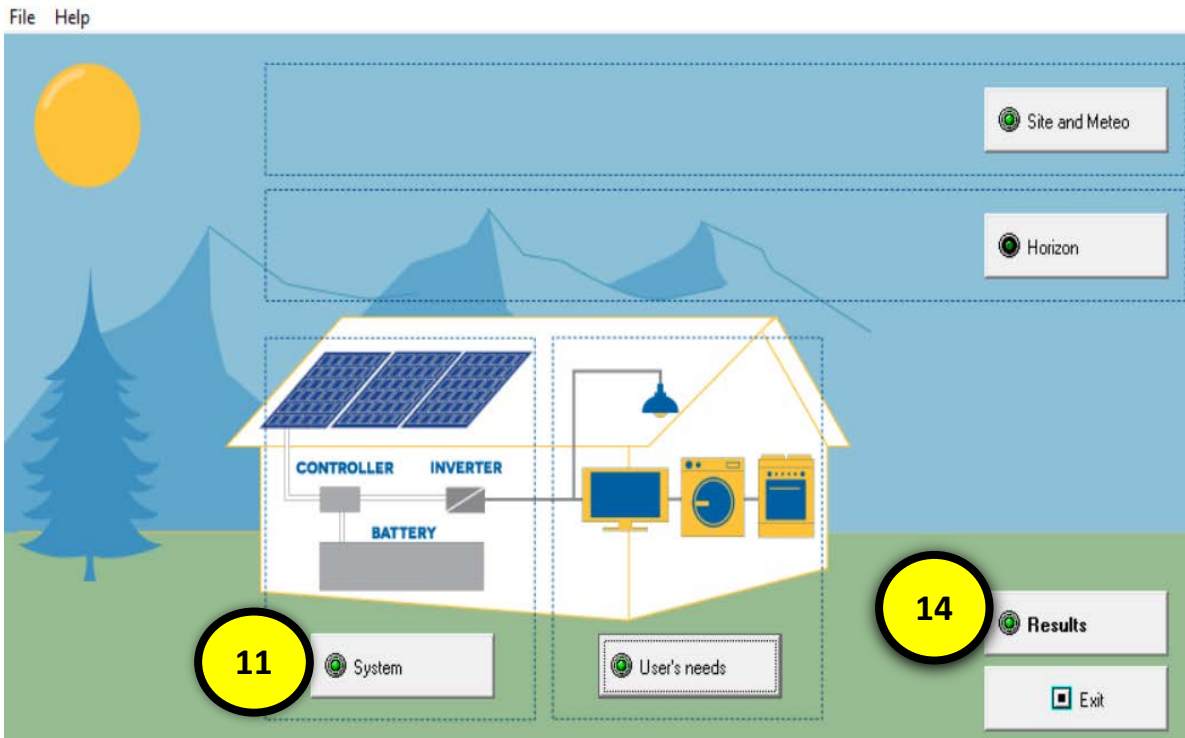 File Help
Site and Meteo
Horizon
CONTROLLER INVERTER
BATTERY
14
Results
11
System
User's needs
Exit